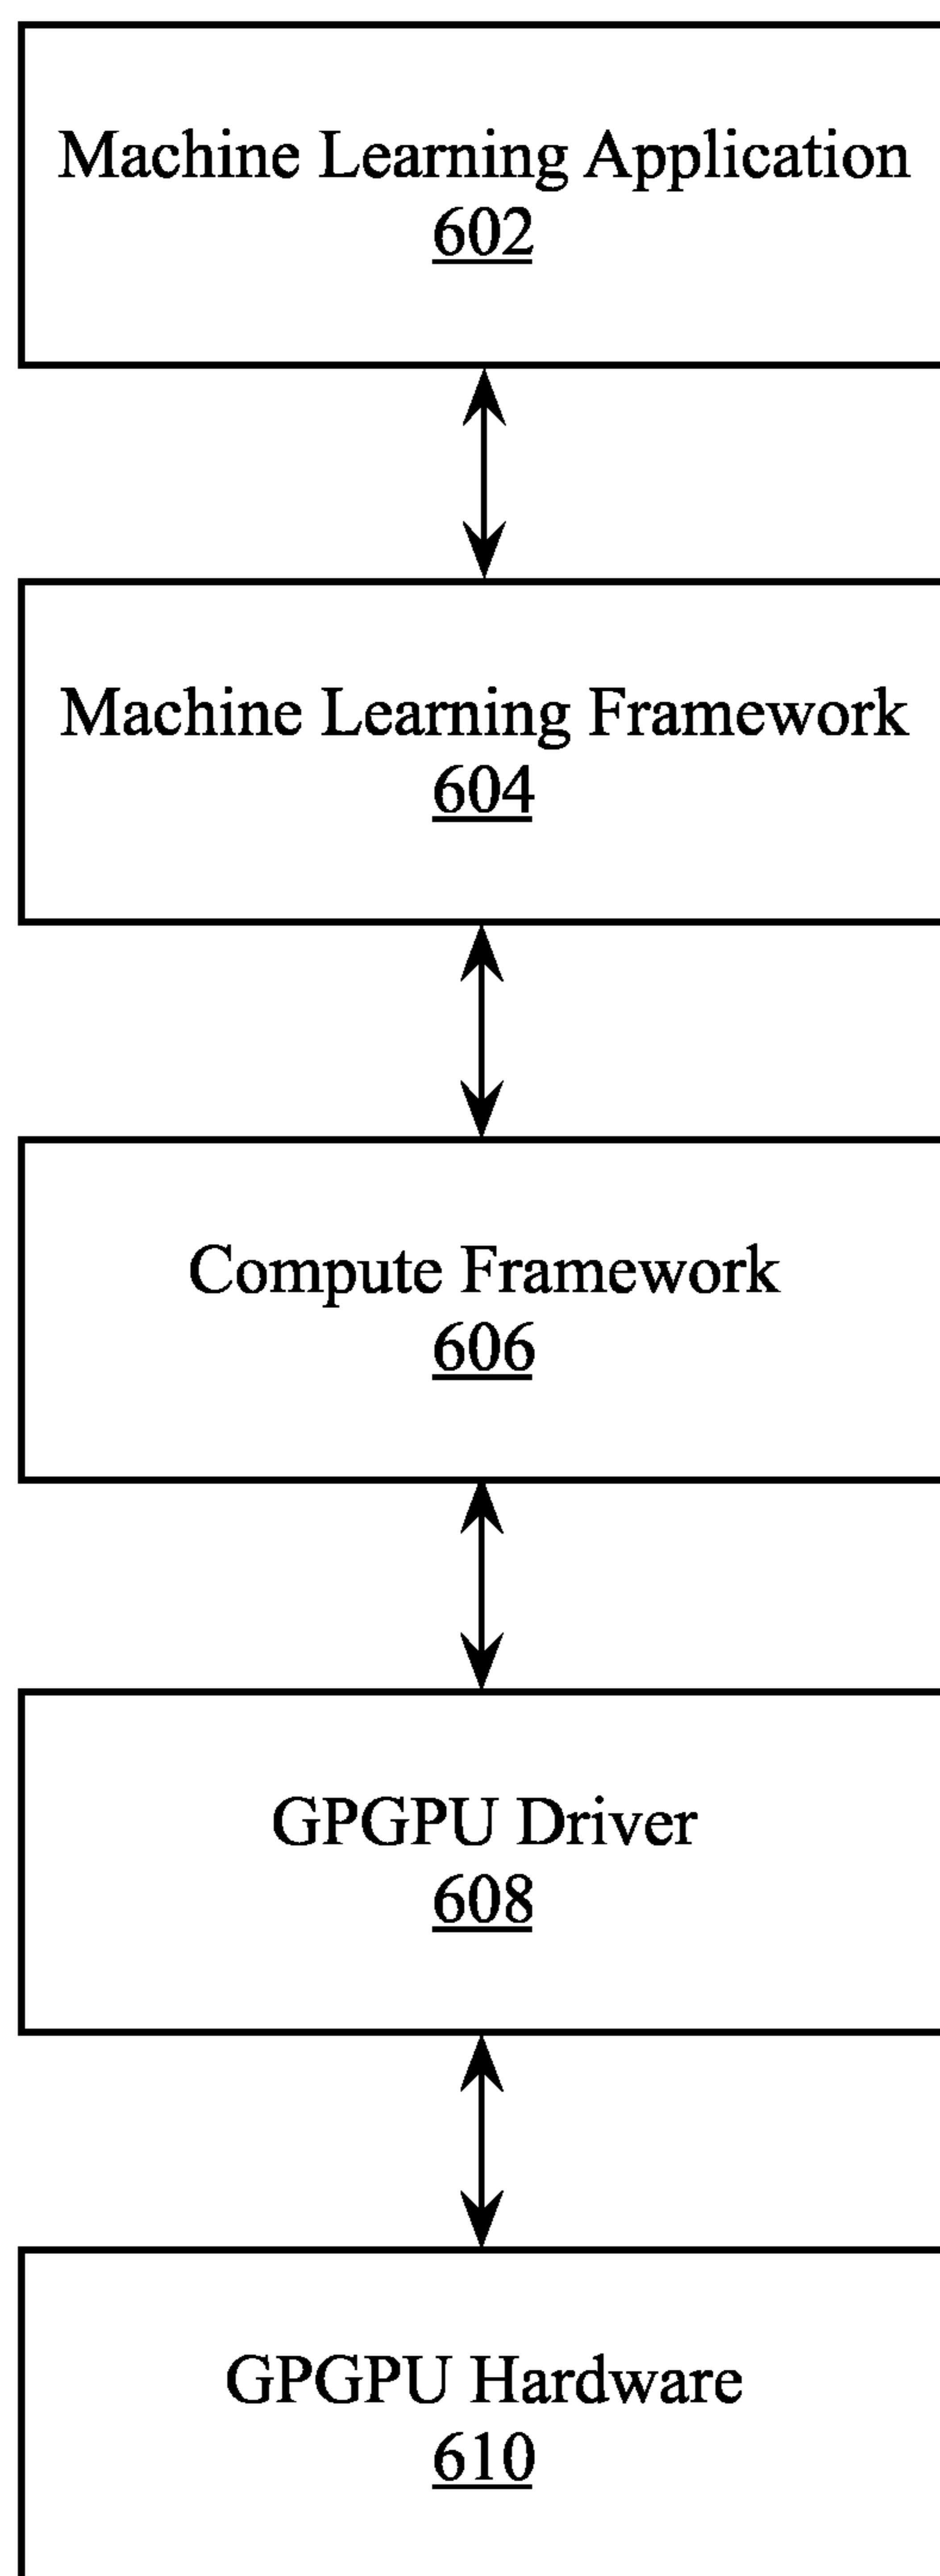 Machine Learning Application
602
Machine Learning Framework
604
Compute Framework
606
GPGPU Driver
608
GPGPU Hardware
610